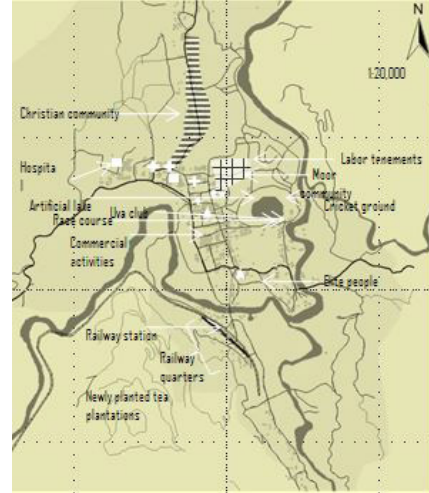 N
1:20,000
Christian community
Labor tenements
Hospita
l
Moor
community
Artificial lake
Race course
Uva club
Cricket ground
Commercial
activities
Elite people
Railway station
Railway
quarters
Newly planted tea
plantations